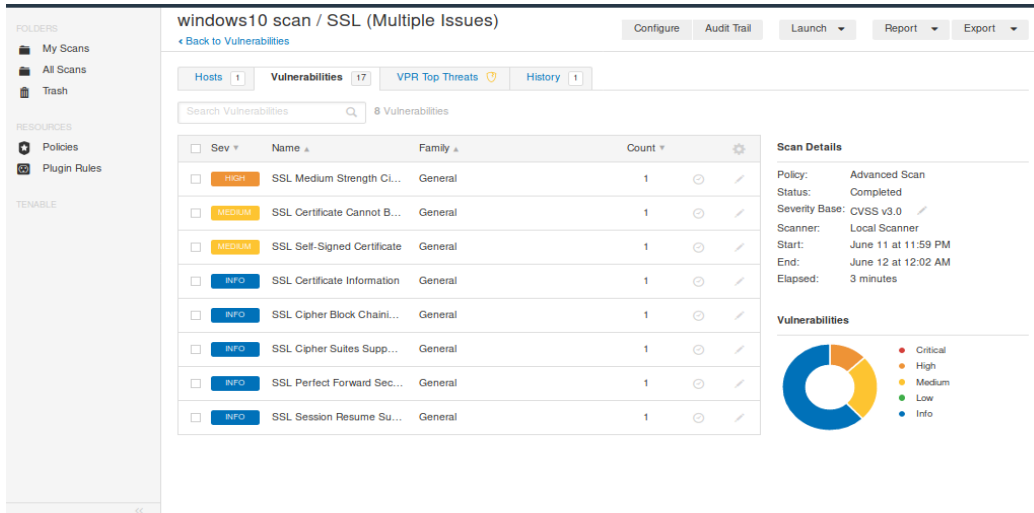 windows10 scan / SSL (Multiple Issues)
‹ Back to Vulnerabilities
Configure Audit Trail Launch Report Export
FOLDERS
My Scans
All Scans
Trash
RESOURCES
Policies
Plugin Rules
TENABLE
Hosts 1 Vulnerabilities 17 VPR Top Threats History 1
Search Vulnerabilities 8 Vulnerabilities
Sev Name Family Count
HIGH SSL Medium Strength Ci... General 1
MEDIUM SSL Certificate Cannot B... General 1
MEDIUM SSL Self-Signed Certificate General 1
INFO SSL Certificate Information General 1
INFO SSL Cipher Block Chaini... General 1
INFO SSL Cipher Suites Supp... General 1
INFO SSL Perfect Forward Sec... General 1
INFO SSL Session Resume Su... General 1
Scan Details
Policy: Advanced Scan
Status: Completed
Severity Base: CVSS v3.0
Scanner: Local Scanner
Start: June 11 at 11:59 PM
End: June 12 at 12:02 AM
Elapsed: 3 minutes
Vulnerabilities
Critical
High
Medium
Low
Info